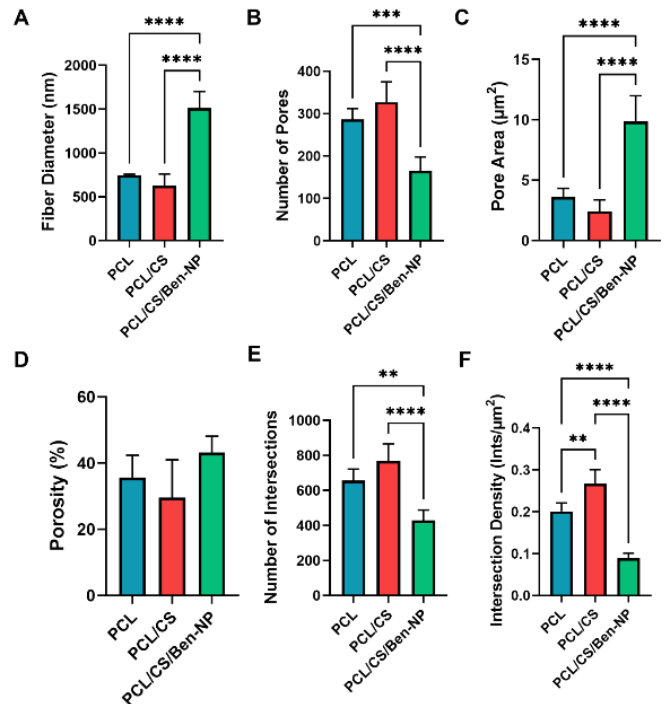 A
Fiber Diameter (nm)
2000
1500
1000
500
0
****
****
PCL
PCL/CS
PCL/CS/Ben-NP
B
Number of Pores
400
300
200
100
0
***
****
PCL
PCL/CS
PCL/CS/Ben-NP
C
Pore Area (μm²)
15
10
5
0
****
****
PCL
PCL/CS
PCL/CS/Ben-NP
D
Porosity (%)
60
40
20
0
PCL
PCL/CS
PCL/CS/Ben-NP
E
Number of Intersections
1000
800
600
400
200
0
**
****
PCL
PCL/CS
PCL/CS/Ben-NP
F
Intersection Density (Ints/μm²)
0.4
0.3
0.2
0.1
0.0
****
****
**
PCL
PCL/CS
PCL/CS/Ben-NP